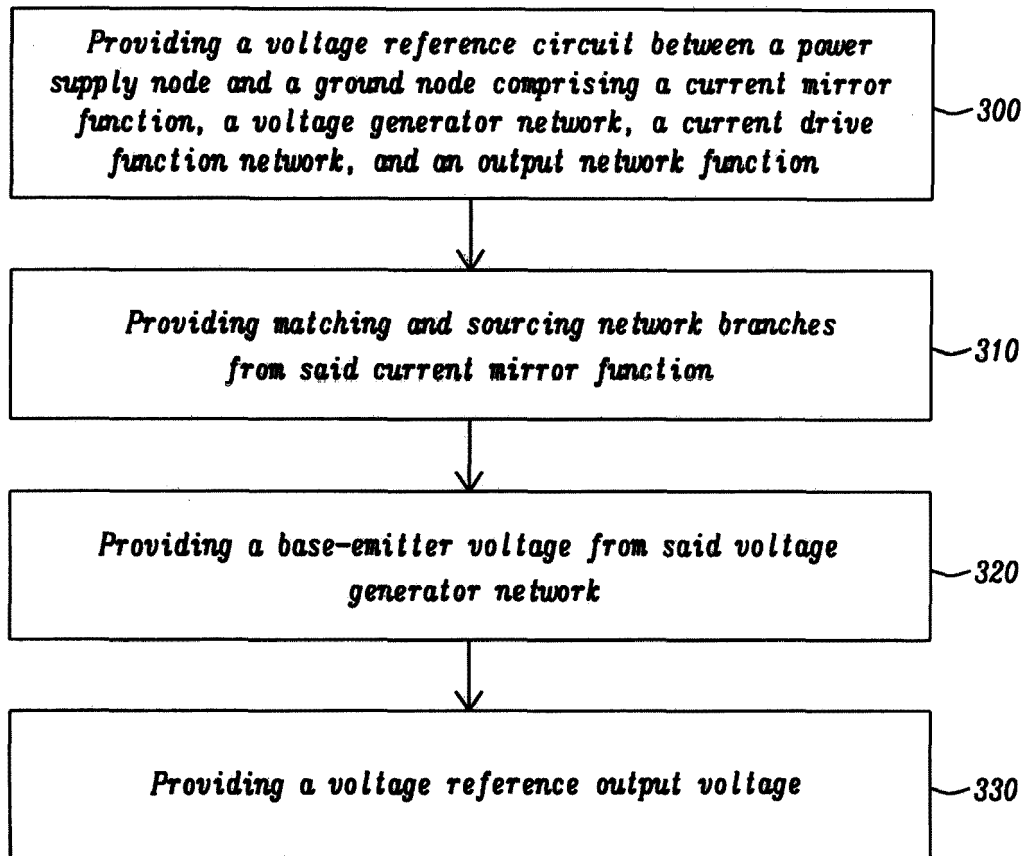 Providing a voltage reference circuit between a power
supply node and a ground node comprising a current mirror
function, a voltage generator network, a current drive
function network, and an output network function
300
Providing matching and sourcing network branches
from said current mirror function
310
Providing a base-emitter voltage from said voltage
generator network
320
Providing a voltage reference output voltage
330